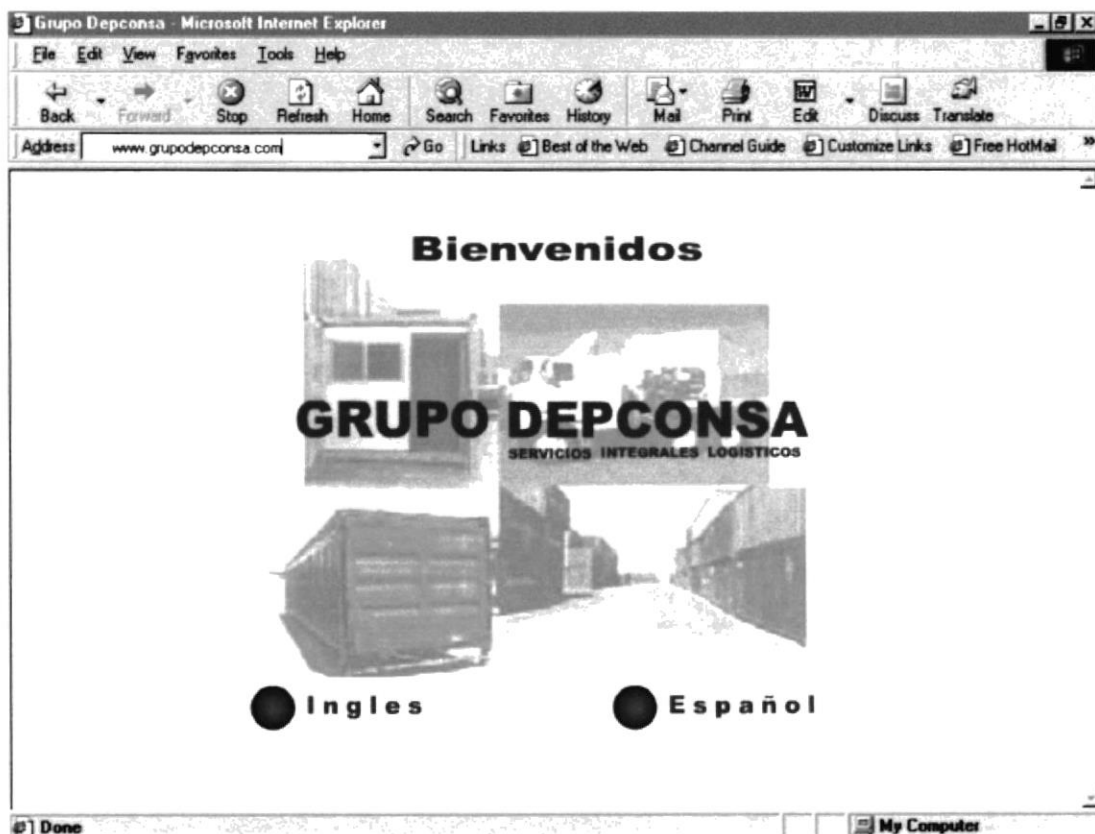 Grupo Depconsa - Microsoft Internet Explorer
File Edit View Favorites Tools Help
Back Forward Stop Refresh Home Search Favorites History Mail Print Edit Discuss Translate
Address www.grupodepconsa.com Go Links Best of the Web Channel Guide Customize Links Free HotMail »
Bienvenidos
GRUPO DEPCONSA
SERVICIOS INTEGRALES LOGISTICOS
Ingles Español
Done My Computer